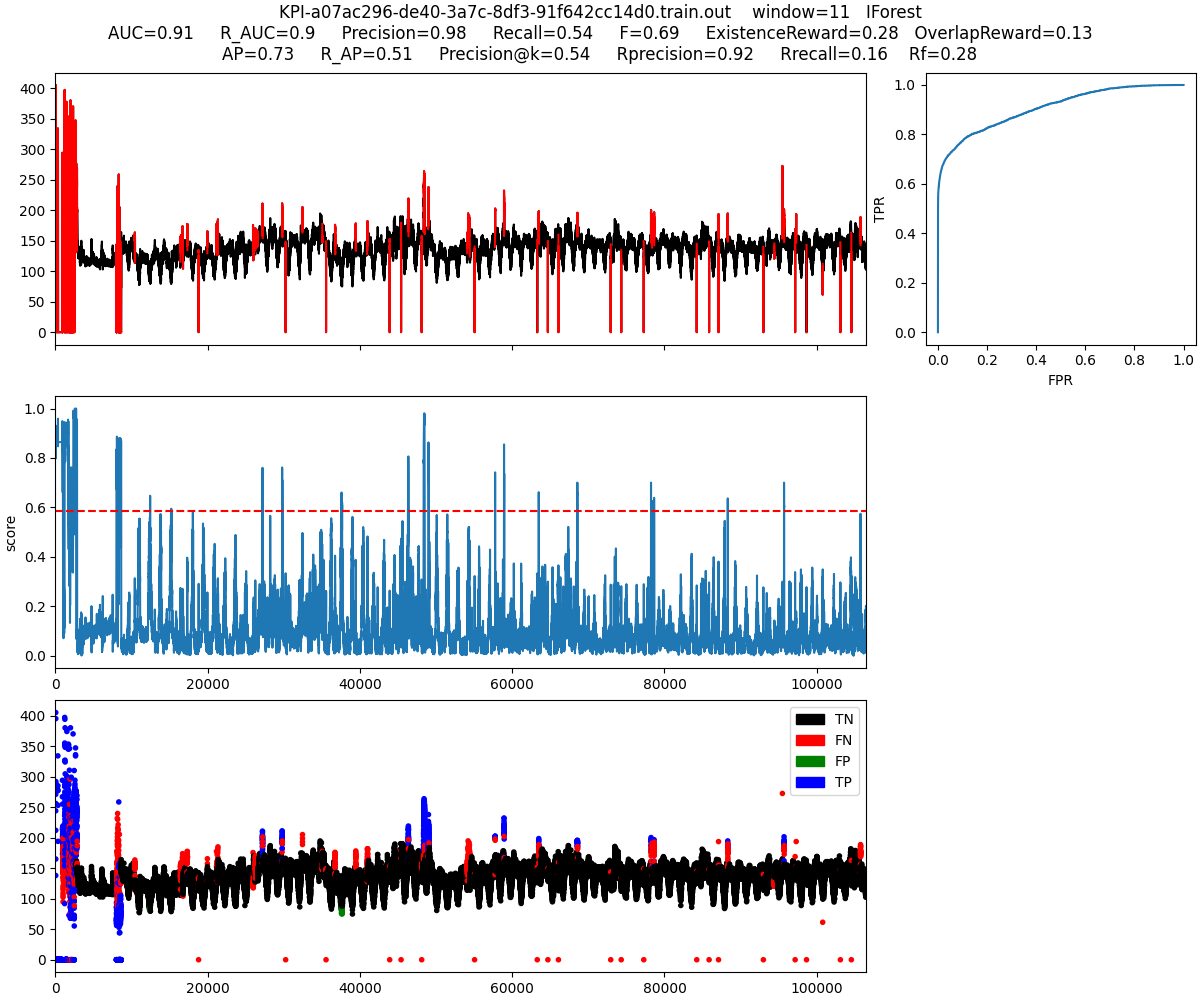 KPI-a07ac296-de40-3a7c-8df3-91f642cc14d0.train.out window=11 IForest
AUC=0.91 R_AUC=0.9 Precision=0.98 Recall=0.54 F=0.69 ExistenceReward=0.28 OverlapReward=0.13
AP=0.73 R_AP=0.51 Precision@k=0.54 Rprecision=0.92 Rrecall=0.16 Rf=0.28
400
350
300
250
200
150
100
50
0
1.0
0.8
0.6
0.4
0.2
0.0
TPR
0.0 0.2 0.4 0.6 0.8 1.0
FPR
1.0
0.8
0.6
0.4
0.2
0.0
score
0 20000 40000 60000 80000 100000
400
350
300
250
200
150
100
50
0
TN
FN
FP
TP
0 20000 40000 60000 80000 100000